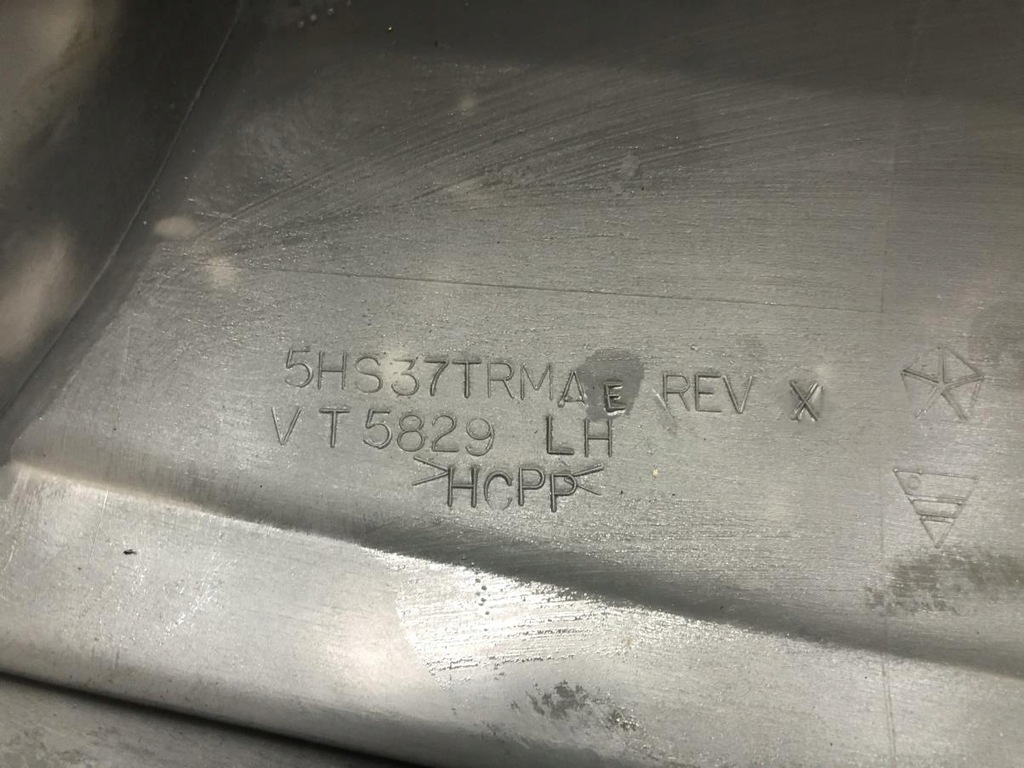 5HS37TRMAE REV X
VT5829 LH
>HCPP<